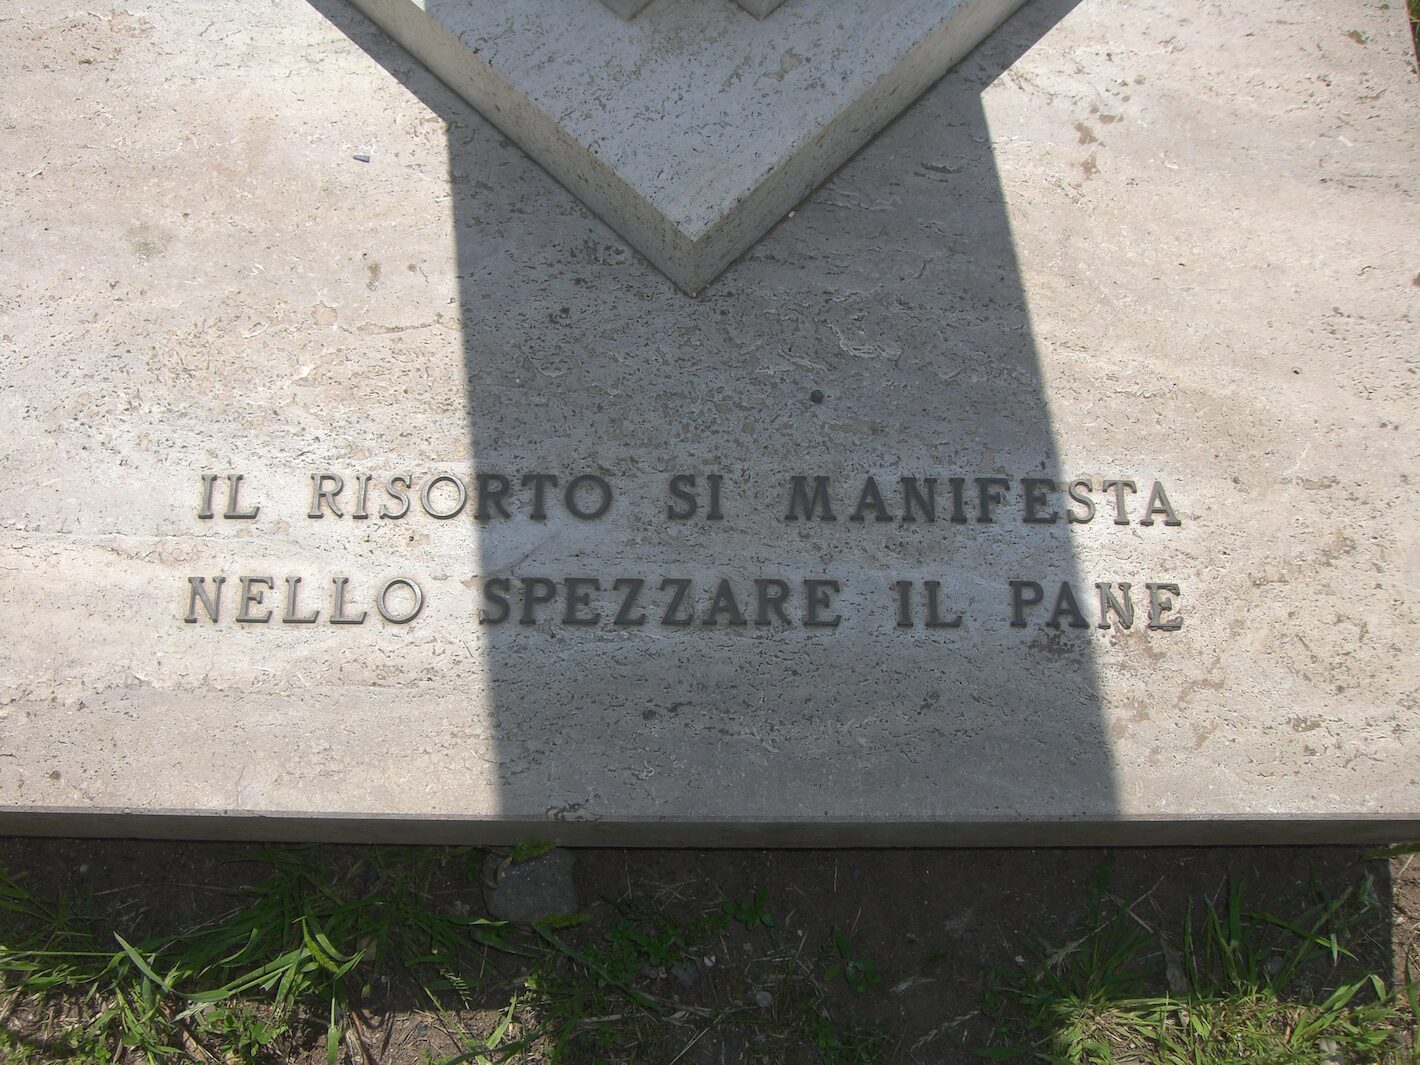 IL RISORTO SI MANIFESTA
NELLO SPEZZARE IL PANE